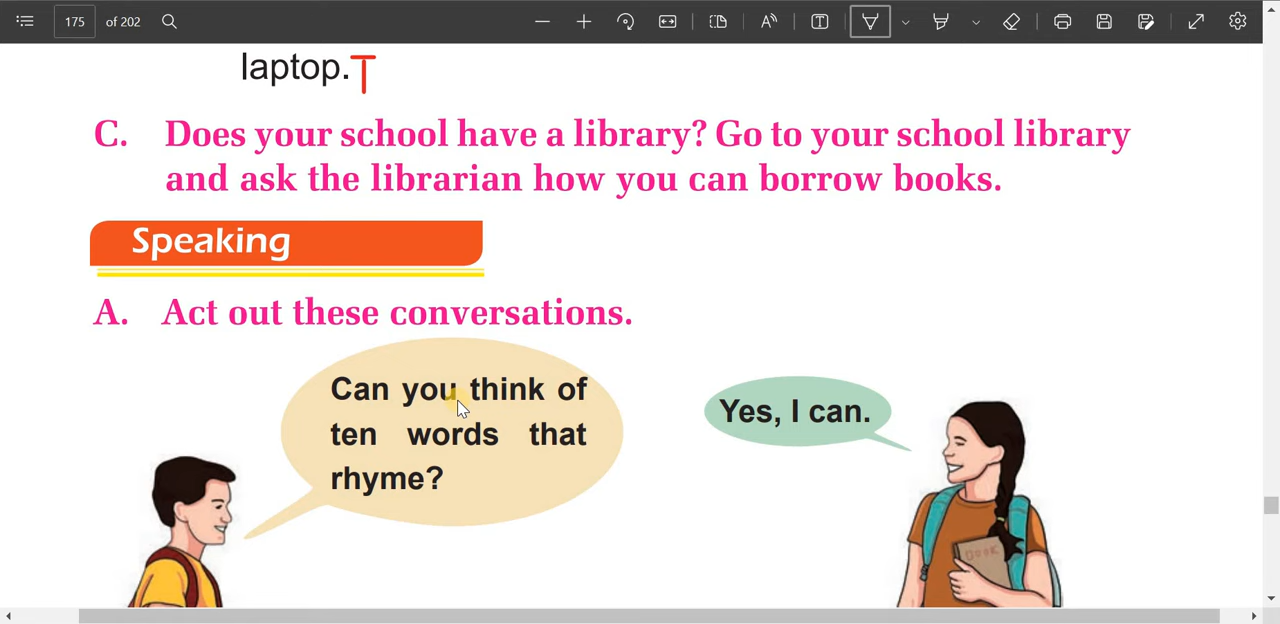 175 of 202
laptop. T
C. Does your school have a library? Go to your school library
and ask the librarian how you can borrow books.
Speaking
A. Act out these conversations.
Can you think of
ten words that
rhyme?
Yes, I can.
BOOK